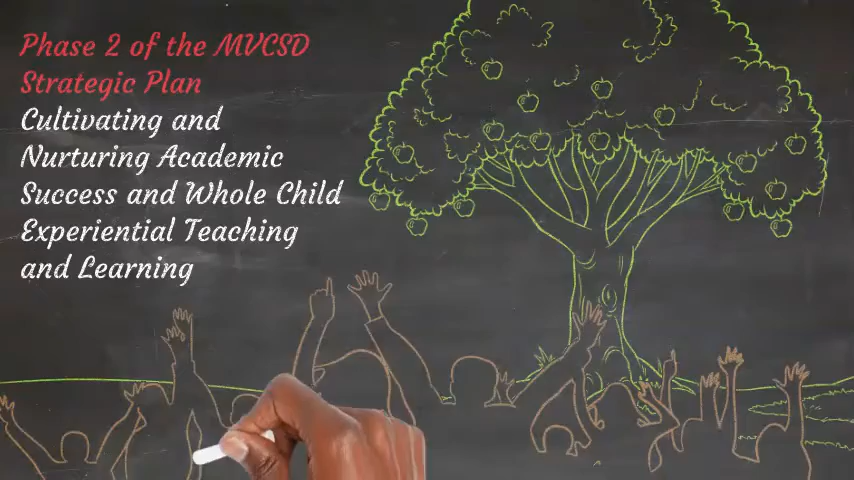 Phase 2 of the MVCSD
Strategic Plan
Cultivating and
Nurturing Academic
Success and Whole Child
Experiential Teaching
and Learning